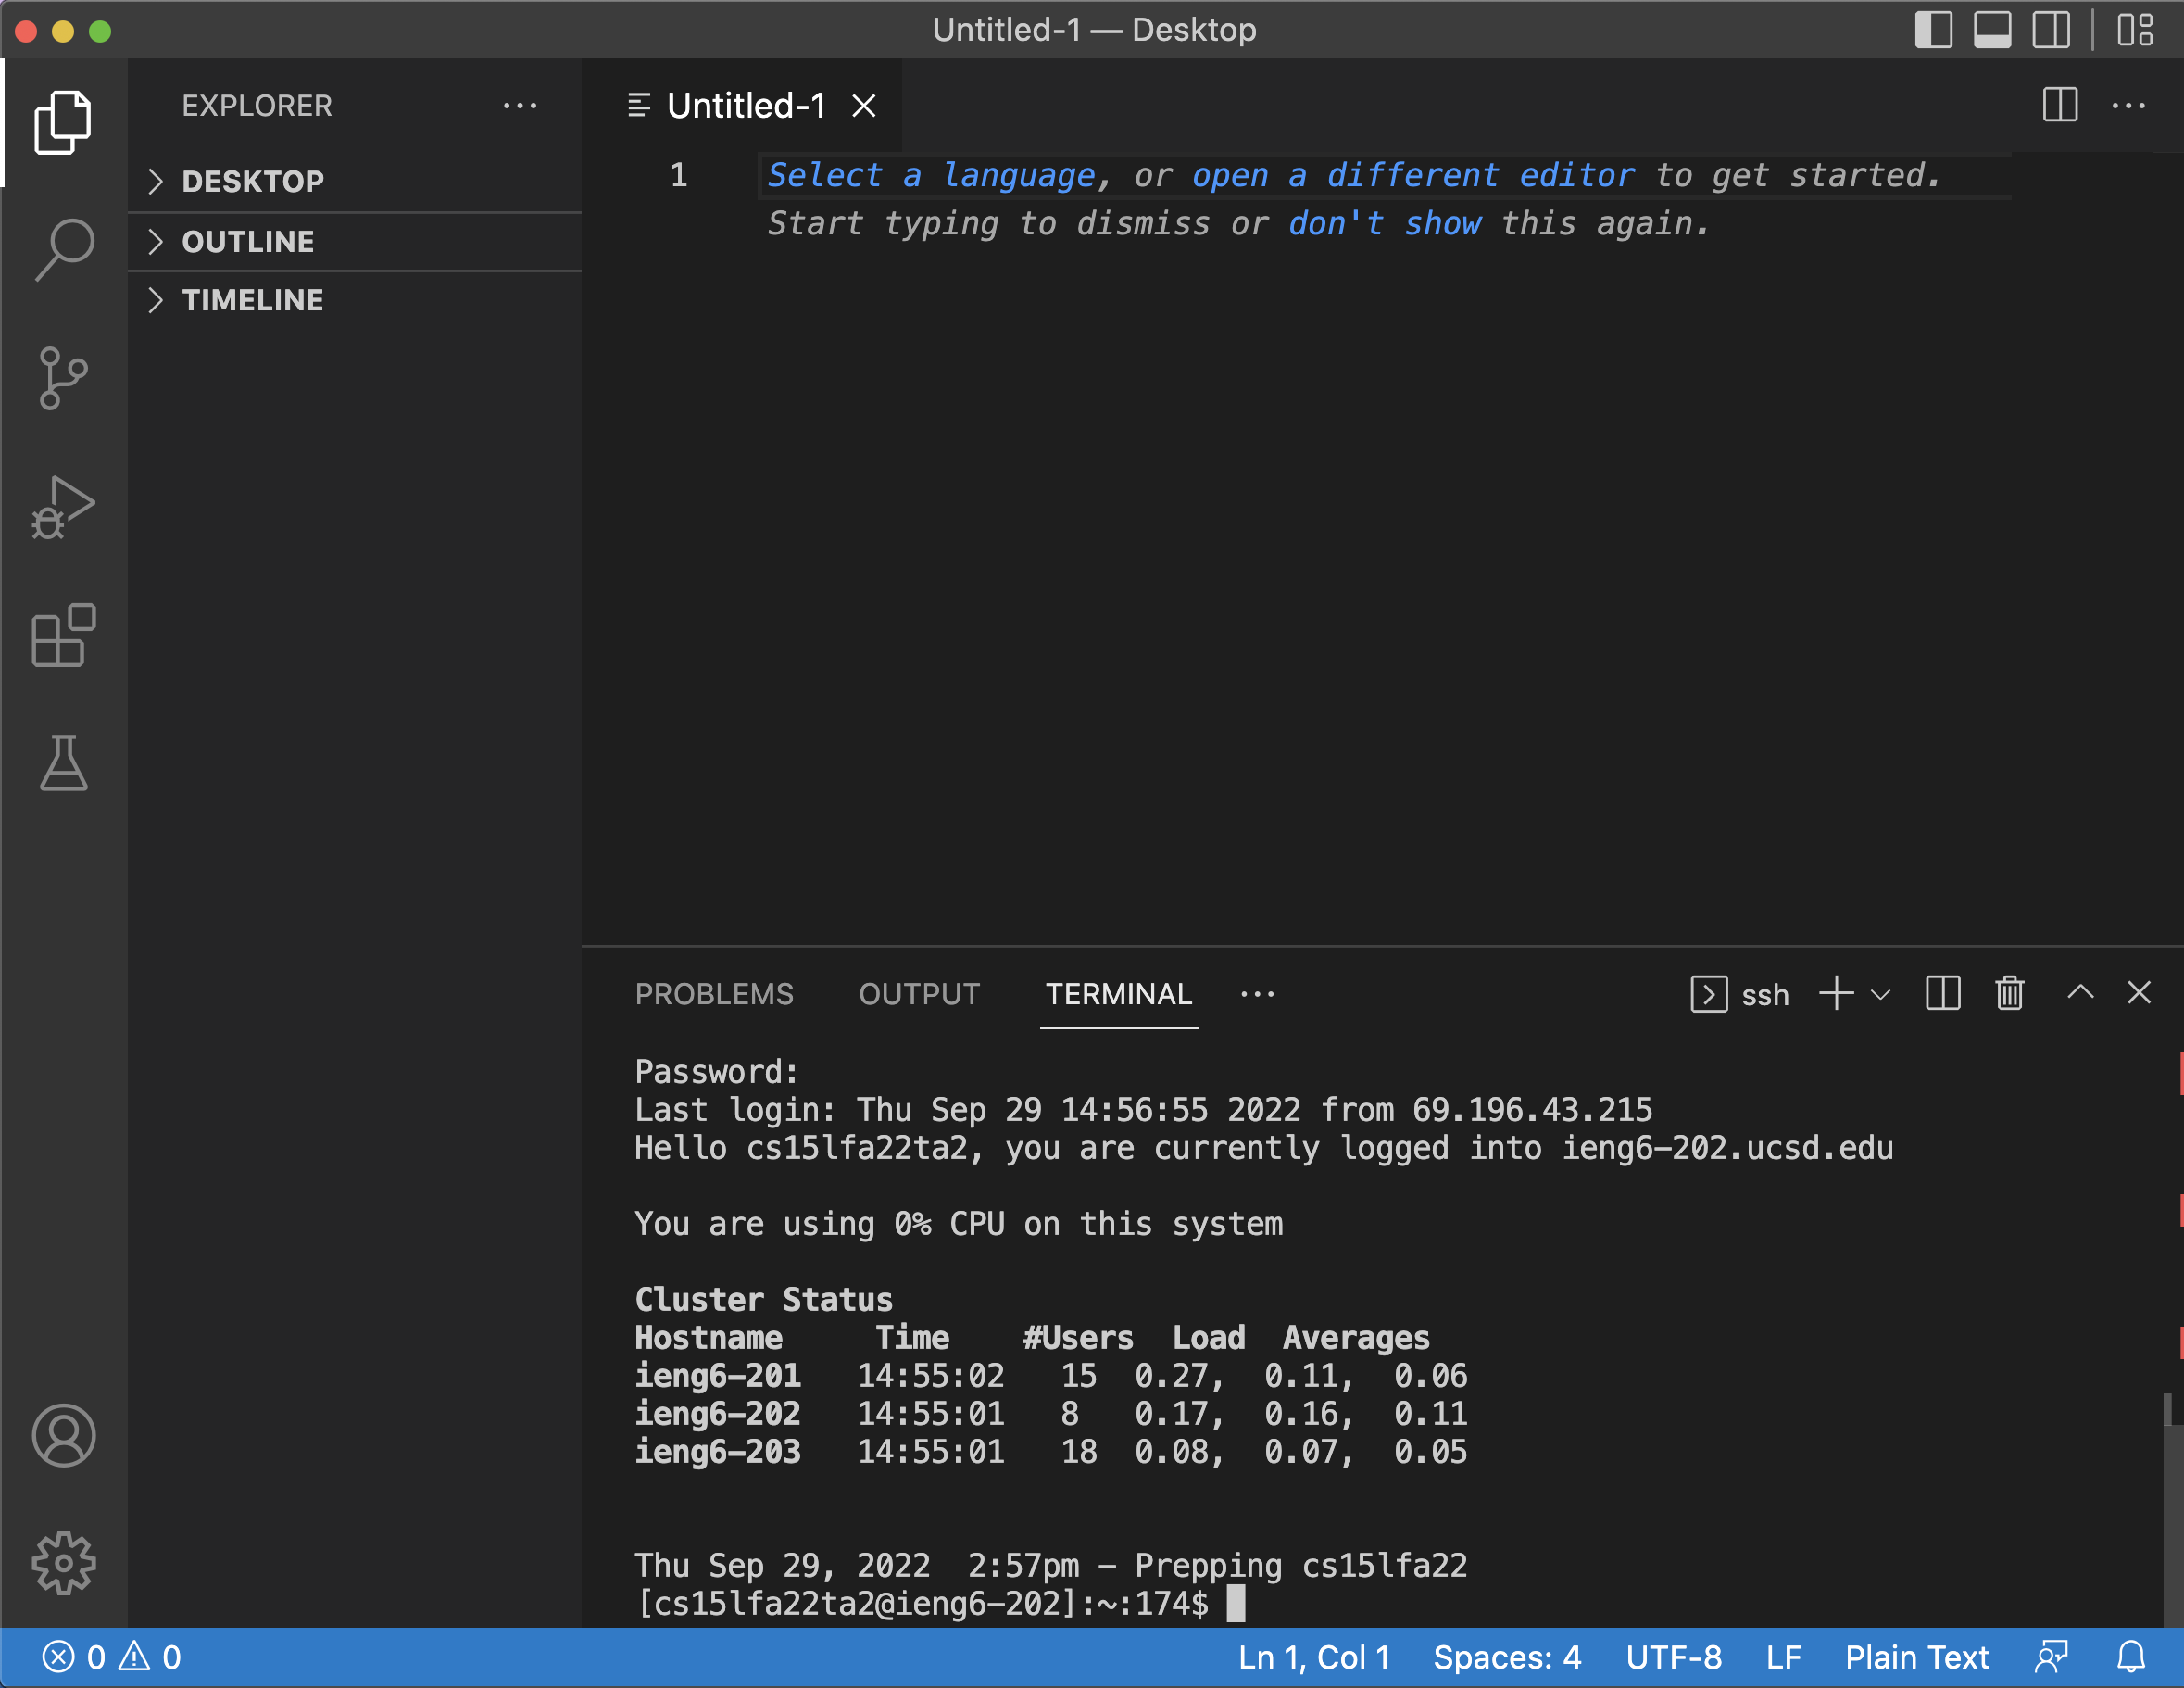 Untitled-1 — Desktop
EXPLORER
DESKTOP
OUTLINE
TIMELINE
Untitled-1
1 Select a language, or open a different editor to get started.
Start typing to dismiss or don't show this again.
PROBLEMS OUTPUT TERMINAL ssh
Password:
Last login: Thu Sep 29 14:56:55 2022 from 69.196.43.215
Hello cs15lfa22ta2, you are currently logged into ieng6-202.ucsd.edu
You are using 0% CPU on this system
Cluster Status
Hostname Time #Users Load Averages
ieng6-201 14:55:02 15 0.27, 0.11, 0.06
ieng6-202 14:55:01 8 0.17, 0.16, 0.11
ieng6-203 14:55:01 18 0.08, 0.07, 0.05
Thu Sep 29, 2022 2:57pm - Prepping cs15lfa22
[cs15lfa22ta2@ieng6-202]:~:174$
0 0 Ln 1, Col 1 Spaces: 4 UTF-8 LF Plain Text